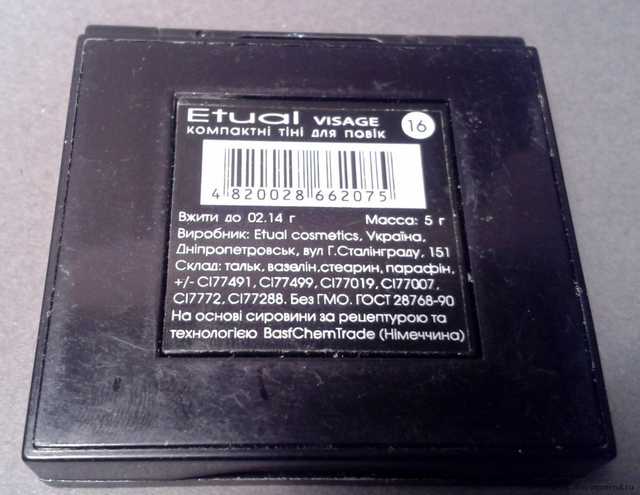 Etual VISAGE 16
компактні тіні для повік
4 820028 662075
Вжити до 02.14 г Масса: 5 г
Виробник: Etual cosmetics, Україна,
Дніпропетровськ, вул Г.Сталінграду, 151
Склад: тальк, вазелін,стеарин, парафін,
+/- CI77491, CI77499, CI77019, CI77007,
CI7772, CI77288. Без ГМО. ГОСТ 28768-90
На основі сировини за рецептурою та
технологією BasfChemTrade (Німеччина)